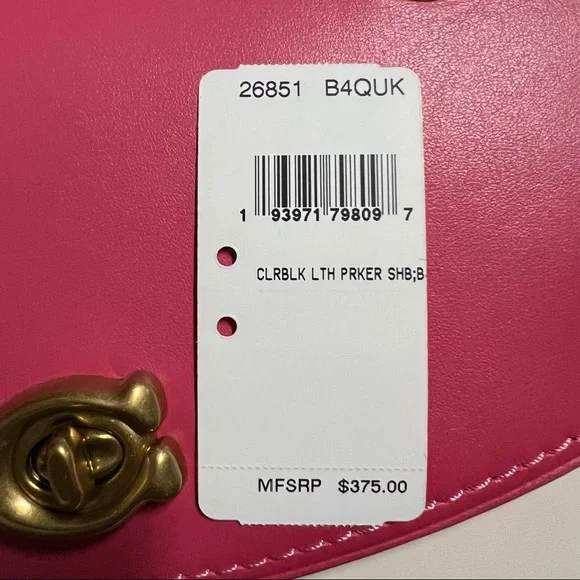 26851 B4QUK
1 93971 79809 7
CLRBLK LTH PRKER SHB;B
MFSRP $375.00